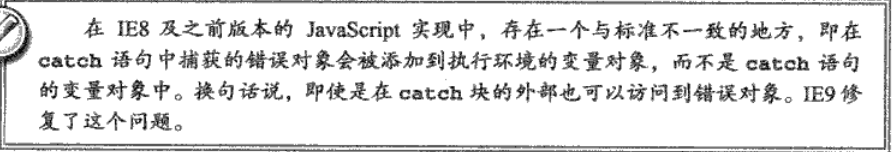 在 IE8 及之前版本的 JavaScript 实现中，存在一个与标准不一致的地方，即在
catch 语句中捕获的错误对象会被添加到执行环境的变量对象，而不是 catch 语句
的变量对象中。换句话说，即使是在 catch 块的外部也可以访问到错误对象。IE9 修
复了这个问题。